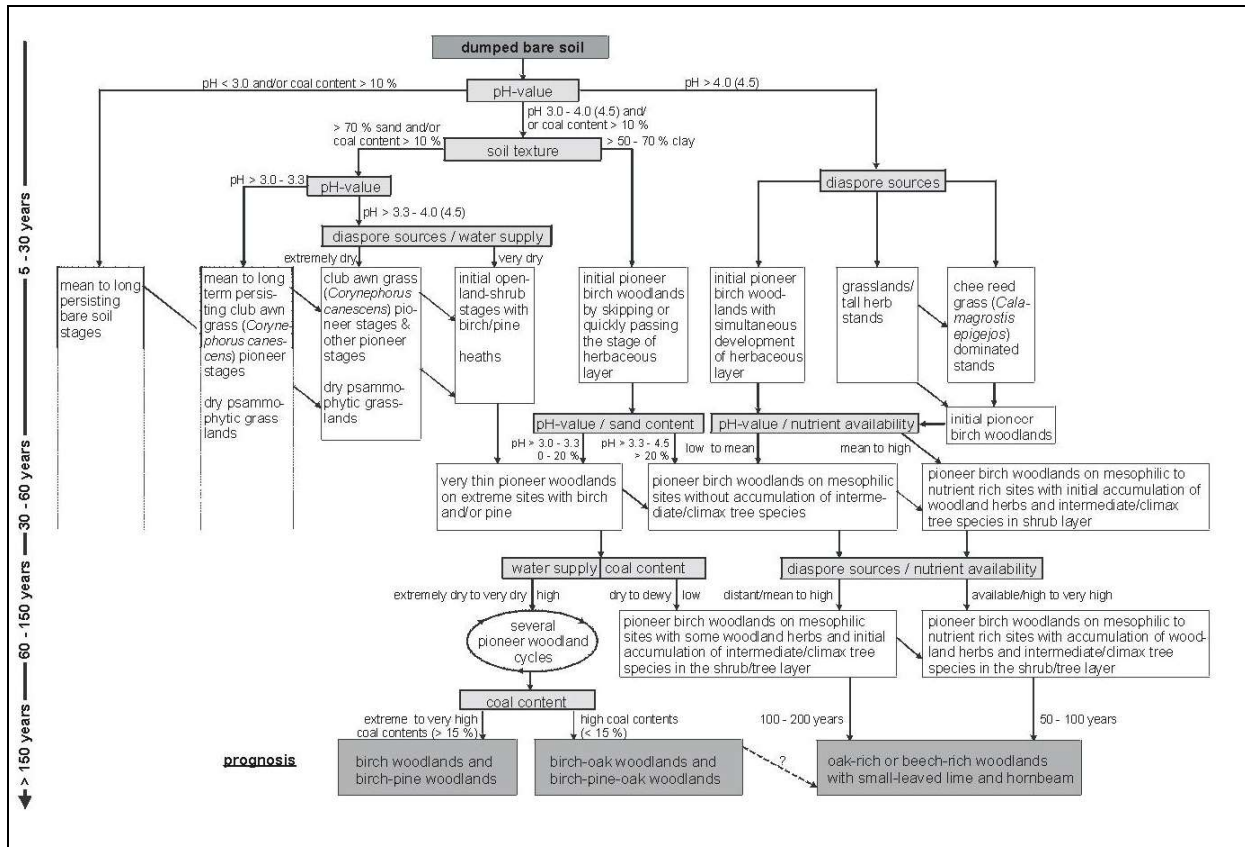 dumped bare soil
pH < 3.0 and/or coal content > 10 %
pH-value
pH > 4.0 (4.5)
pH 3.0 - 4.0 (4.5) and/
or coal content > 10 %
> 70 % sand and/or
coal content > 10 %
soil texture
> 50 - 70 % clay
pH > 3.0 - 3.3
pH-value
diaspore sources
pH > 3.3 - 4.0 (4.5)
diaspore sources / water supply
extremely dry
very dry
5 - 30 years
mean to long
persisting
bare soil
stages
mean to long
term persis-
ting club awn
grass (Coryne-
phorus canes-
cens) pioneer
stages
dry psammo-
phytic grass
lands
club awn grass
(Corynephorus
canescens) pio-
neer stages &
other pioneer
stages
dry psammo-
phytic grass-
lands
initial open-
land-shrub
stages with
birch/pine
heaths
initial pioneer
birch woodlands
by skipping or
quickly passing
the stage of
herbaceous
layer
initial pioneer
birch wood-
lands with
simultaneous
development
of herbaceous
layer
grasslands/
tall herb
stands
chee reed
grass (Cala-
magrostis
epigejos)
dominated
stands
initial pioneer
birch woodlands
pH-value / sand content
pH-value / nutrient availability
pH > 3.0 - 3.3
0 - 20 %
pH > 3.3 - 4.5
> 20 %
low to mean
mean to high
30 - 60 years
very thin pioneer woodlands
on extreme sites with birch
and/or pine
pioneer birch woodlands on mesophilic
sites without accumulation of interme-
diate/climax tree species
pioneer birch woodlands on mesophilic to
nutrient rich sites with initial accumulation of
woodland herbs and intermediate/climax
tree species in shrub layer
water supply coal content
diaspore sources / nutrient availability
extremely dry to very dry
high
dry to dewy
low
distant/mean to high
available/high to very high
60 - 150 years
several
pioneer woodland
cycles
pioneer birch woodlands on mesophilic
sites with some woodland herbs and initial
accumulation of intermediate/climax tree
species in the shrub/tree layer
pioneer birch woodlands on mesophilic to
nutrient rich sites with accumulation of wood-
land herbs and intermediate/climax tree
species in the shrub/tree layer
coal content
extreme to very high
coal contents (> 15 %)
high coal contents
(< 15 %)
100 - 200 years
50 - 100 years
> 150 years
prognosis
birch woodlands and
birch-pine woodlands
birch-oak woodlands and
birch-pine-oak woodlands
?
oak-rich or beech-rich woodlands
with small-leaved lime and hornbeam